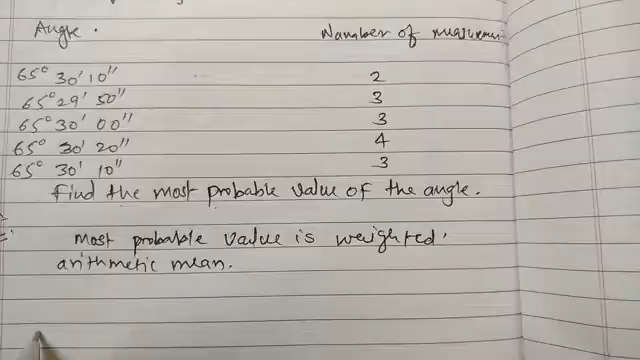 Angle. Number of
65° 30' 10" 2
65° 29' 50" 3
65° 30' 00" 3
65° 30' 20" 4
65° 30' 10" 3
Find the most probable value of the angle.
most probable value is weighted
arithmetic mean.